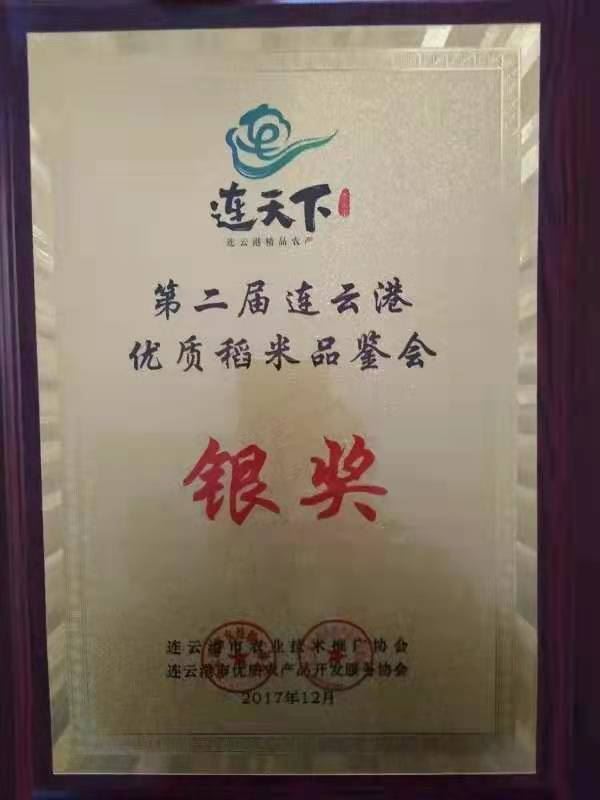 连天下
连云港精品农产
第二届连云港
优质稻米品鉴会
银奖
连云港市农业技术推广协会
连云港市优质农产品开发服务协会
2017年12月